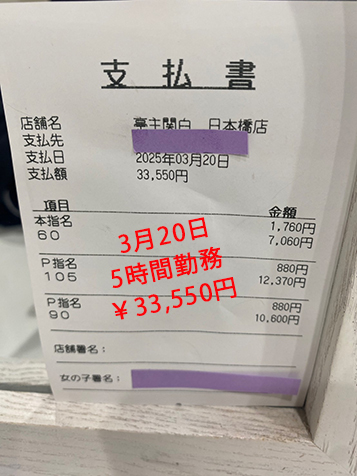 支払書
店舗名 亭主関白 日本橋店
支払先
支払日 2025年03月20日
支払額 33,550円
項目 金額
本指名 1,760円
60 7,060円
P指名 880円
105 12,370円
P指名 880円
90 10,600円
3月20日
5時間勤務
¥33,550円
店舗署名:
女の子署名: